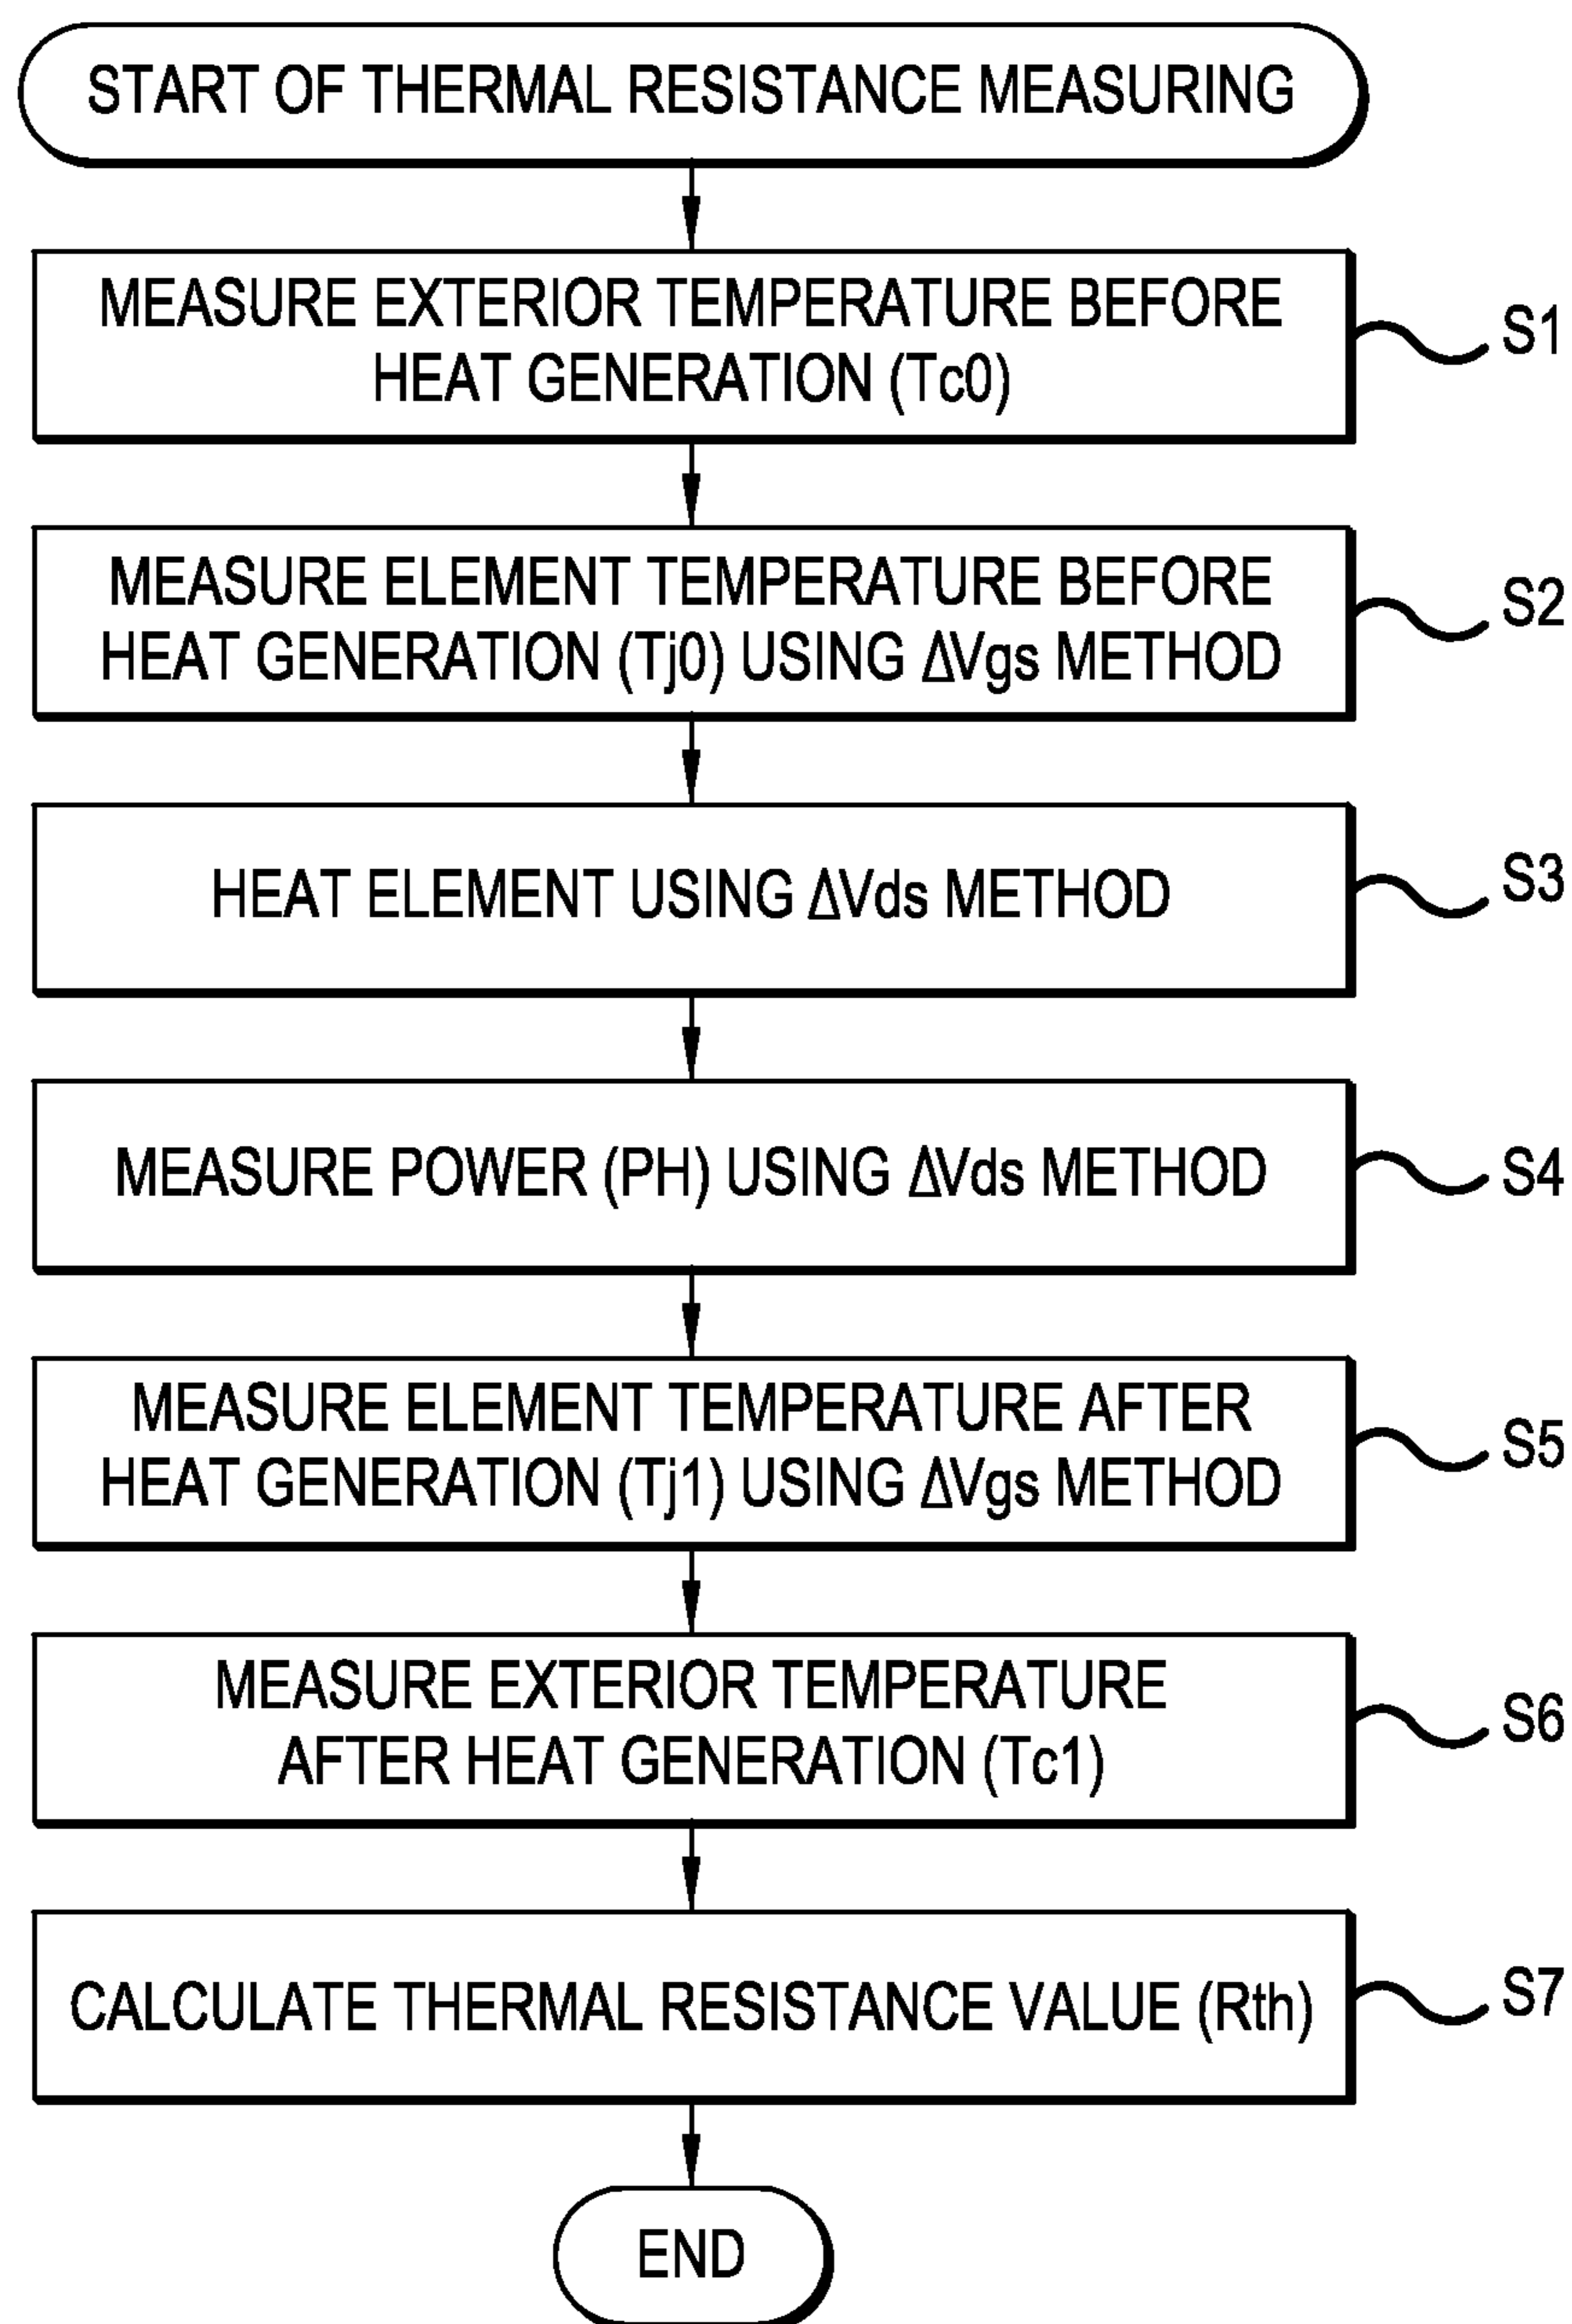 START OF THERMAL RESISTANCE MEASURING
MEASURE EXTERIOR TEMPERATURE BEFORE
HEAT GENERATION (Tc0)
S1
MEASURE ELEMENT TEMPERATURE BEFORE
HEAT GENERATION (Tj0) USING ΔVgs METHOD
S2
HEAT ELEMENT USING ΔVds METHOD
S3
MEASURE POWER (PH) USING ΔVds METHOD
S4
MEASURE ELEMENT TEMPERATURE AFTER
HEAT GENERATION (Tj1) USING ΔVgs METHOD
S5
MEASURE EXTERIOR TEMPERATURE
AFTER HEAT GENERATION (Tc1)
S6
CALCULATE THERMAL RESISTANCE VALUE (Rth)
S7
END